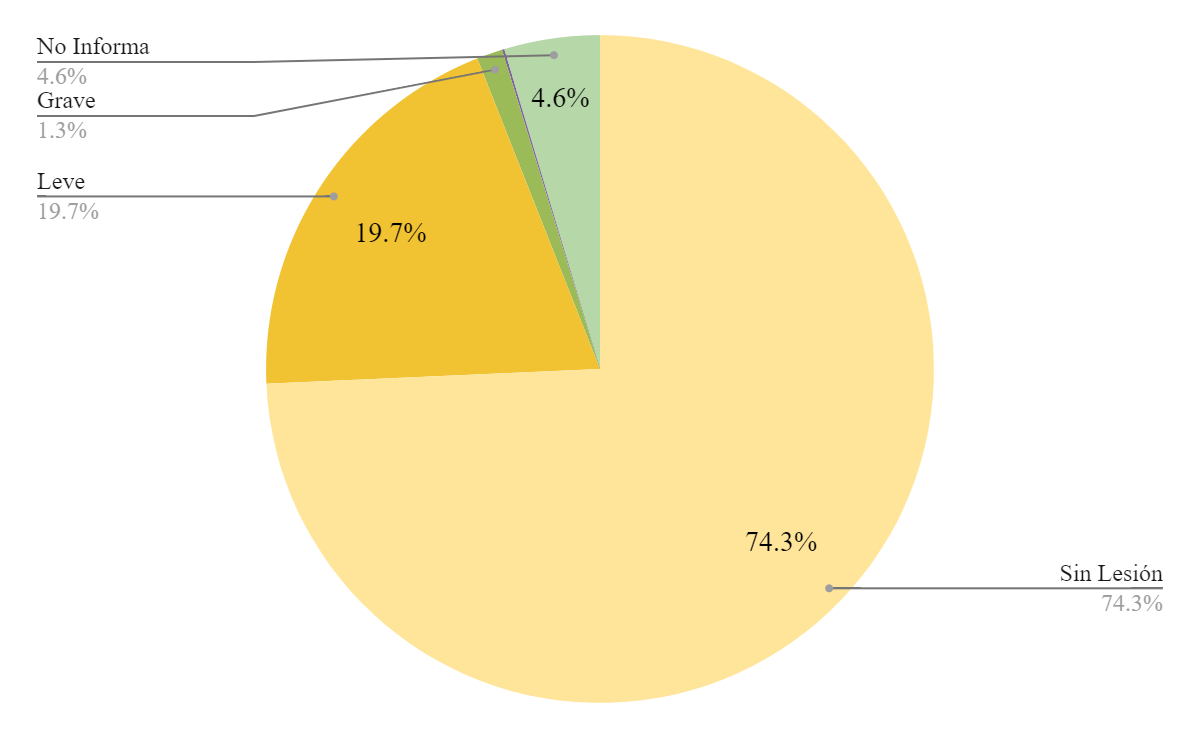 No Informa
4.6%
Grave
1.3%
Leve
19.7%
4.6%
19.7%
74.3%
Sin Lesión
74.3%